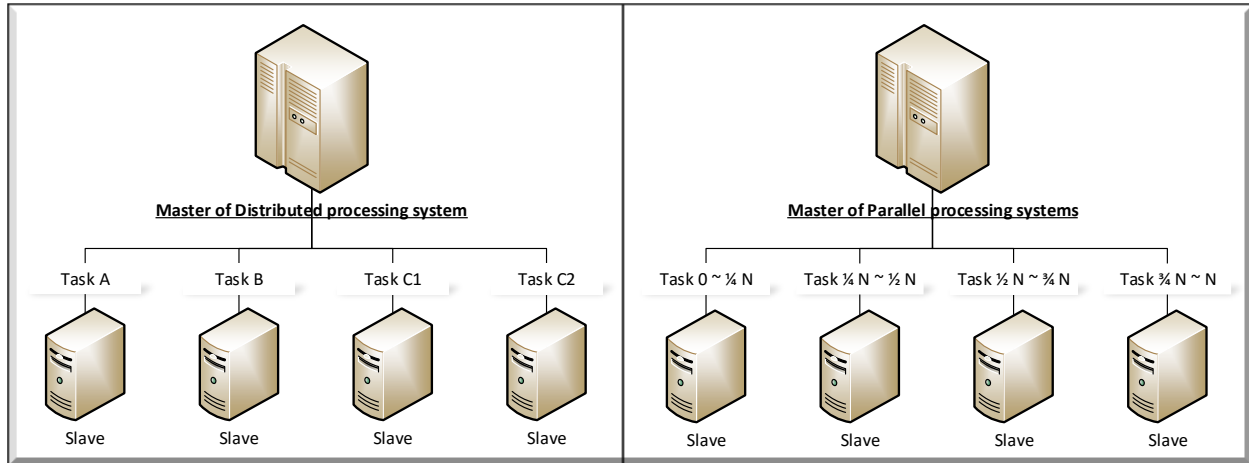 Master of Distributed processing system
Task A
Task B
Task C1
Task C2
Slave
Slave
Slave
Slave
Master of Parallel processing systems
Task 0 ~ ¼ N
Task ¼ N ~ ½ N
Task ½ N ~ ¾ N
Task ¾ N ~ N
Slave
Slave
Slave
Slave